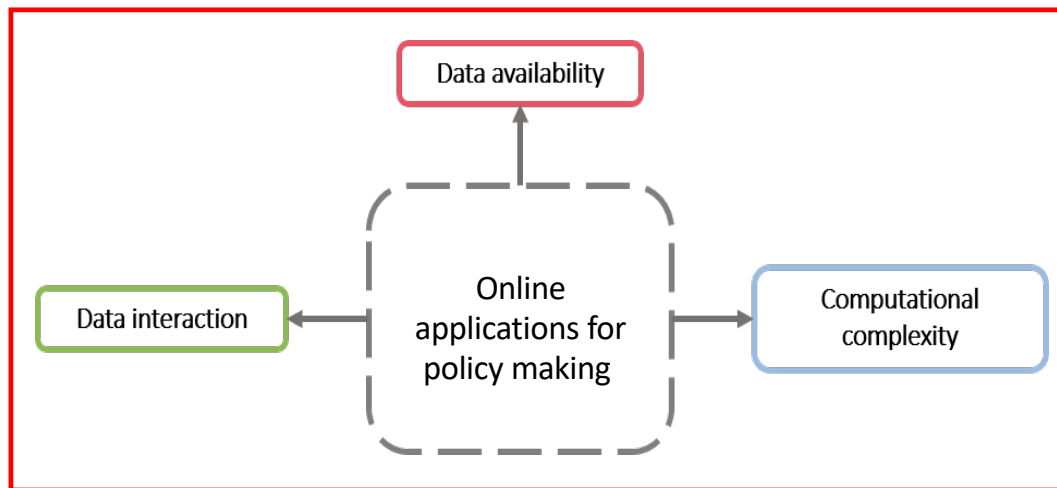 Data availability
Data interaction
Online
applications for
policy making
Computational
complexity